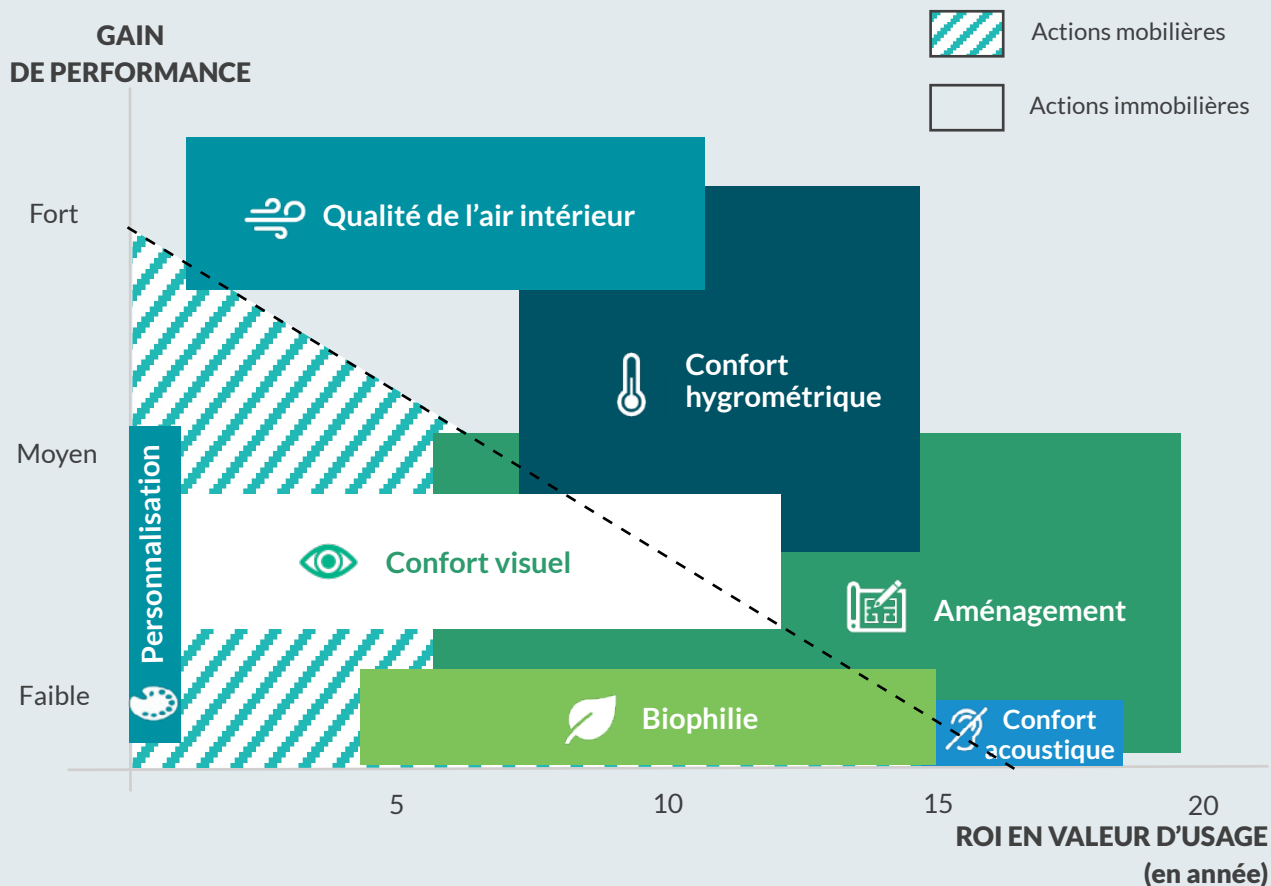 GAIN
DE PERFORMANCE
Actions mobilières
Actions immobilières
Fort
Qualité de l'air intérieur
Confort
hygrométrique
Moyen
Personnalisation
Confort visuel
Aménagement
Faible
Biophilie
Confort
acoustique
5
10
15
20
ROI EN VALEUR D'USAGE
(en année)